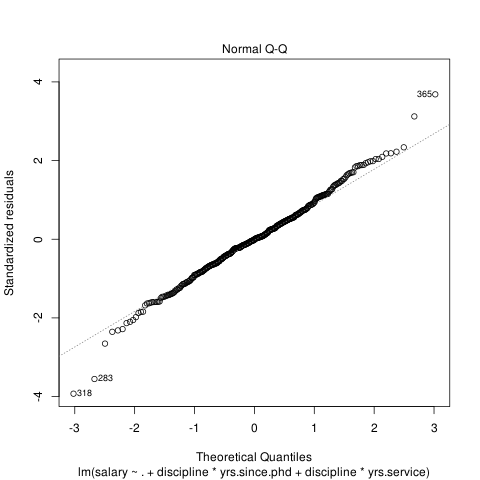 Normal Q-Q
Standardized residuals
4
2
0
-2
-4
365
283
318
-3 -2 -1 0 1 2 3
Theoretical Quantiles
lm(salary ~ . + discipline * yrs.since.phd + discipline * yrs.service)